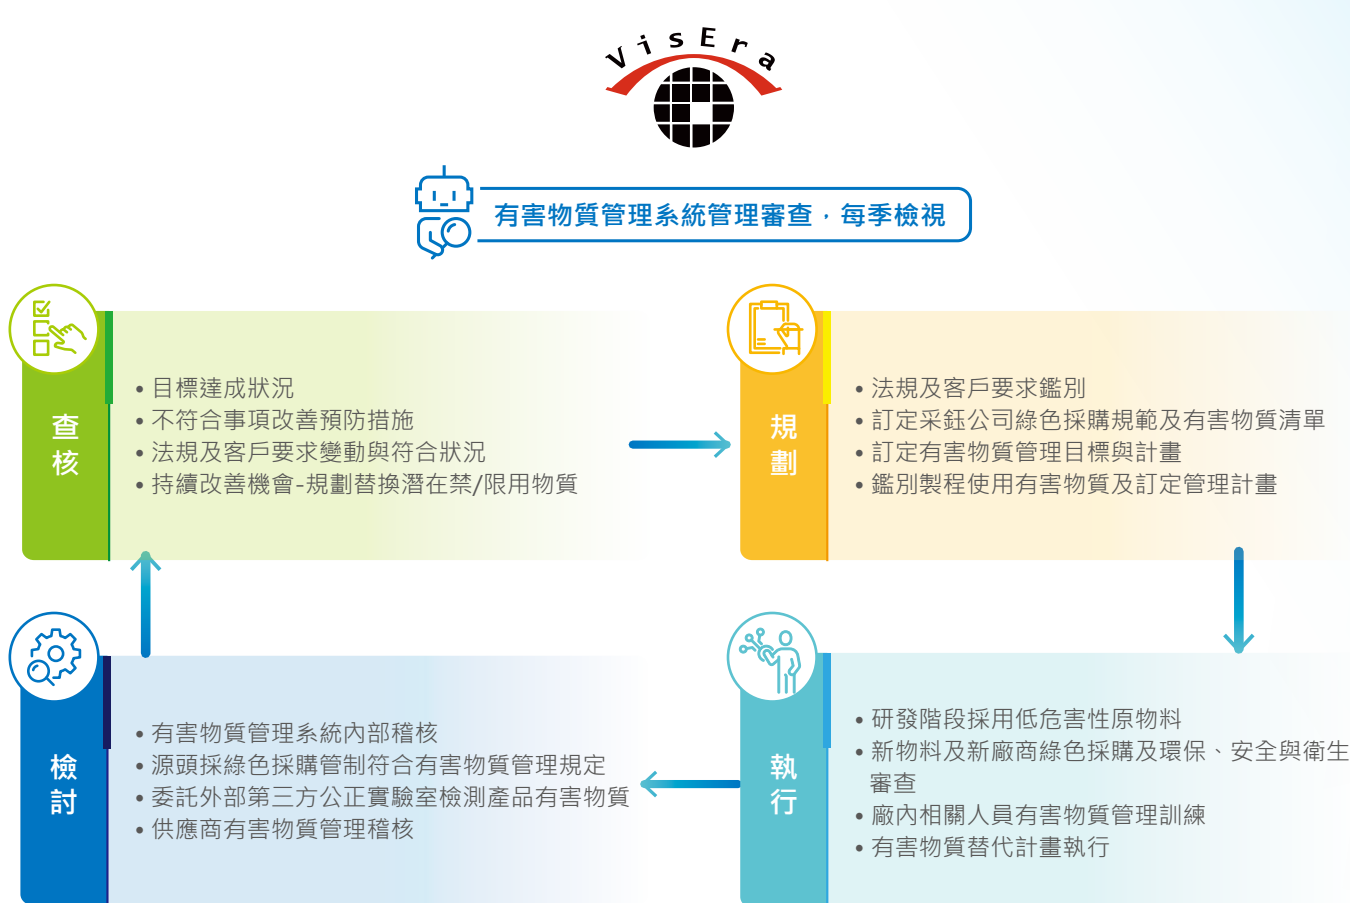 VisEra
有害物質管理系統管理審查，每季檢視
查核
• 目標達成狀況
• 不符合事項改善預防措施
• 法規及客戶要求變動與符合狀況
• 持續改善機會-規劃替換潛在禁/限用物質
規劃
• 法規及客戶要求鑑別
• 訂定采鈺公司綠色採購規範及有害物質清單
• 訂定有害物質管理目標與計畫
• 鑑別製程使用有害物質及訂定管理計畫
檢討
• 有害物質管理系統內部稽核
• 源頭採綠色採購管制符合有害物質管理規定
• 委託外部第三方公正實驗室檢測產品有害物質
• 供應商有害物質管理稽核
執行
• 研發階段採用低危害性原物料
• 新物料及新廠商綠色採購及環保、安全與衛生
審查
• 廠內相關人員有害物質管理訓練
• 有害物質替代計畫執行